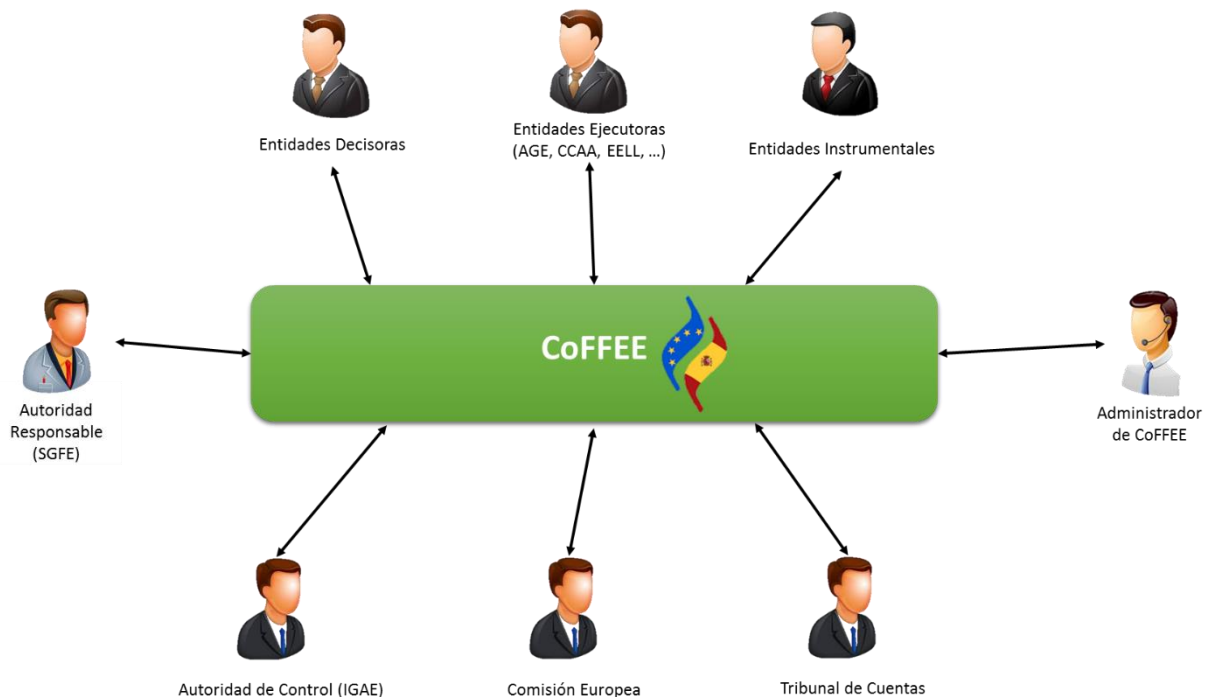 Entidades Decisoras
Entidades Ejecutoras
(AGE, CCAA, EELL, ...)
Entidades Instrumentales
CoFFEE
Autoridad
Responsable
(SGFE)
Administrador
de CoFFEE
Autoridad de Control (IGAE)
Comisión Europea
Tribunal de Cuentas